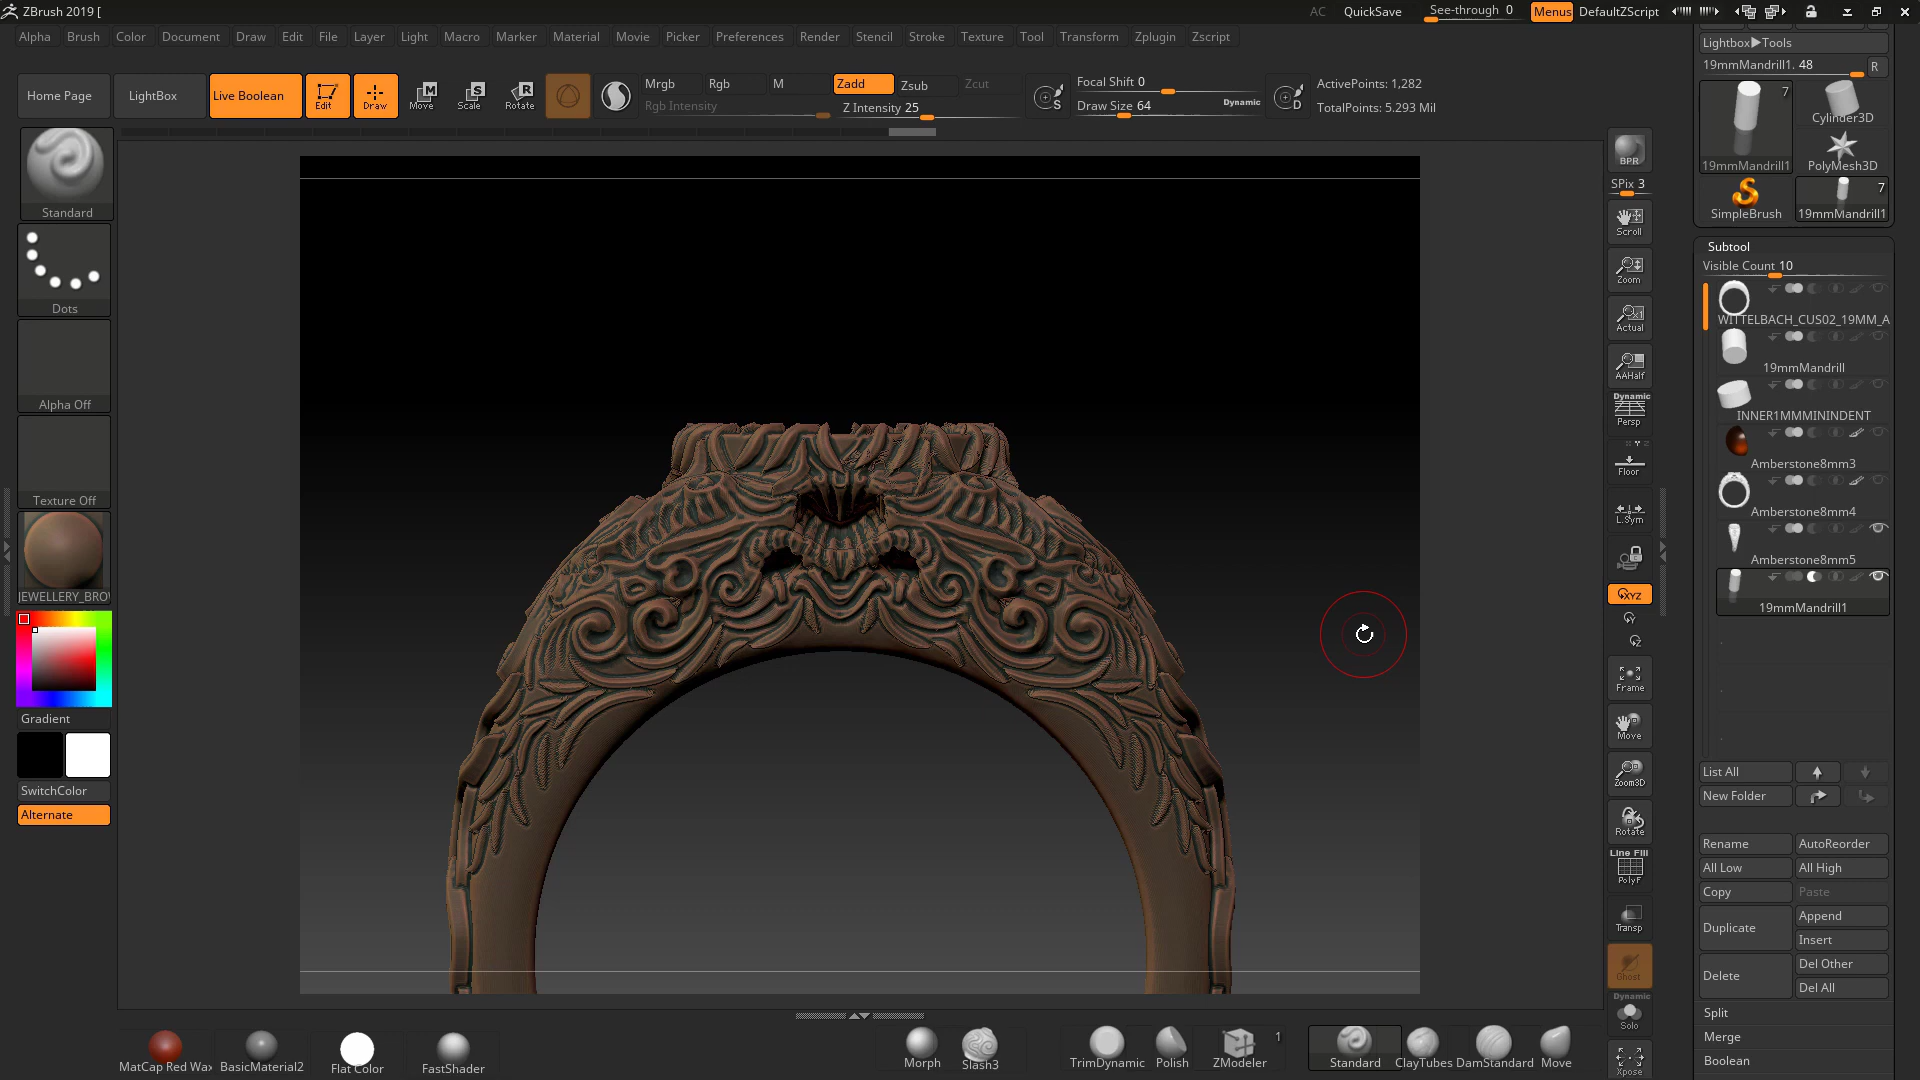 ZBrush 2019 [
AC QuickSave See-through 0 Menus DefaultZScript
Alpha Brush Color Document Draw Edit File Layer Light Macro Marker Material Movie Picker Preferences Render Stencil Stroke Texture Tool Transform Zplugin Zscript
Home Page LightBox Live Boolean Edit Draw Move Scale Rotate
Mrgb Rgb M Zadd Zsub Zcut
Rgb Intensity Z Intensity 25
Focal Shift 0
Draw Size 64 Dynamic
S D
ActivePoints: 1,282
TotalPoints: 5.293 Mil
Standard
Dots
Alpha Off
Texture Off
JEWELLERY_BRO
Gradient
SwitchColor
Alternate
BPR
SPix 3
Scroll
Zoom
Actual
AAHalf
Dynamic
Persp
Floor
L.Sym
XYZ
Y
Z
Frame
Move
Zoom3D
Rotate
Line Fill
PolyF
Transp
Ghost
Dynamic
Solo
Xpose
Lightbox▶Tools
19mmMandrill1. 48 R
7
19mmMandrill1
Cylinder3D
PolyMesh3D
SimpleBrush
7
19mmMandrill1
Subtool
Visible Count 10
WITTELBACH_CUS02_19MM_A
19mmMandrill
INNER1MMMININDENT
Amberstone8mm3
Amberstone8mm4
Amberstone8mm5
19mmMandrill1
List All
New Folder
Rename AutoReorder
All Low All High
Copy Paste
Duplicate Append
Insert
Delete Del Other
Del All
Split
Merge
Boolean
MatCap Red Wax BasicMaterial2 Flat Color FastShader Morph Slash3 TrimDynamic Polish ZModeler 1 Standard ClayTubes DamStandard Move